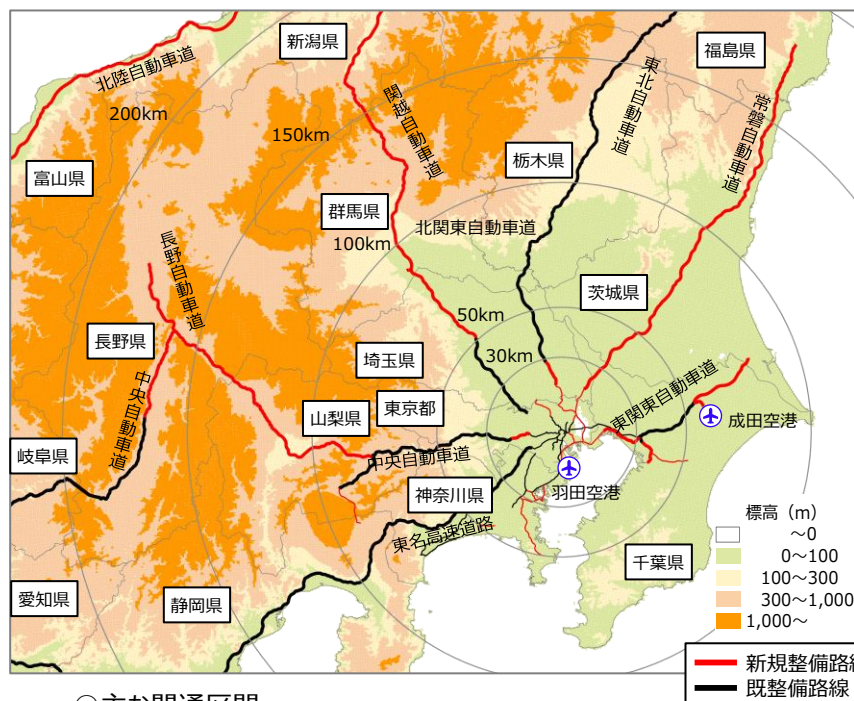 新潟県
福島県
北陸自動車道
東北自動車道
関越自動車道
常磐自動車道
200km
150km
栃木県
富山県
群馬県
北関東自動車道
100km
長野自動車道
茨城県
50km
長野県
埼玉県
30km
東関東自動車道
山梨県
東京都
成田空港
中央自動車道
岐阜県
中央自動車道
神奈川県
羽田空港
東名高速道路
標高（m）
～0
0～100
千葉県
100～300
愛知県
静岡県
300～1,000
1,000～
新規整備路線
既整備路線